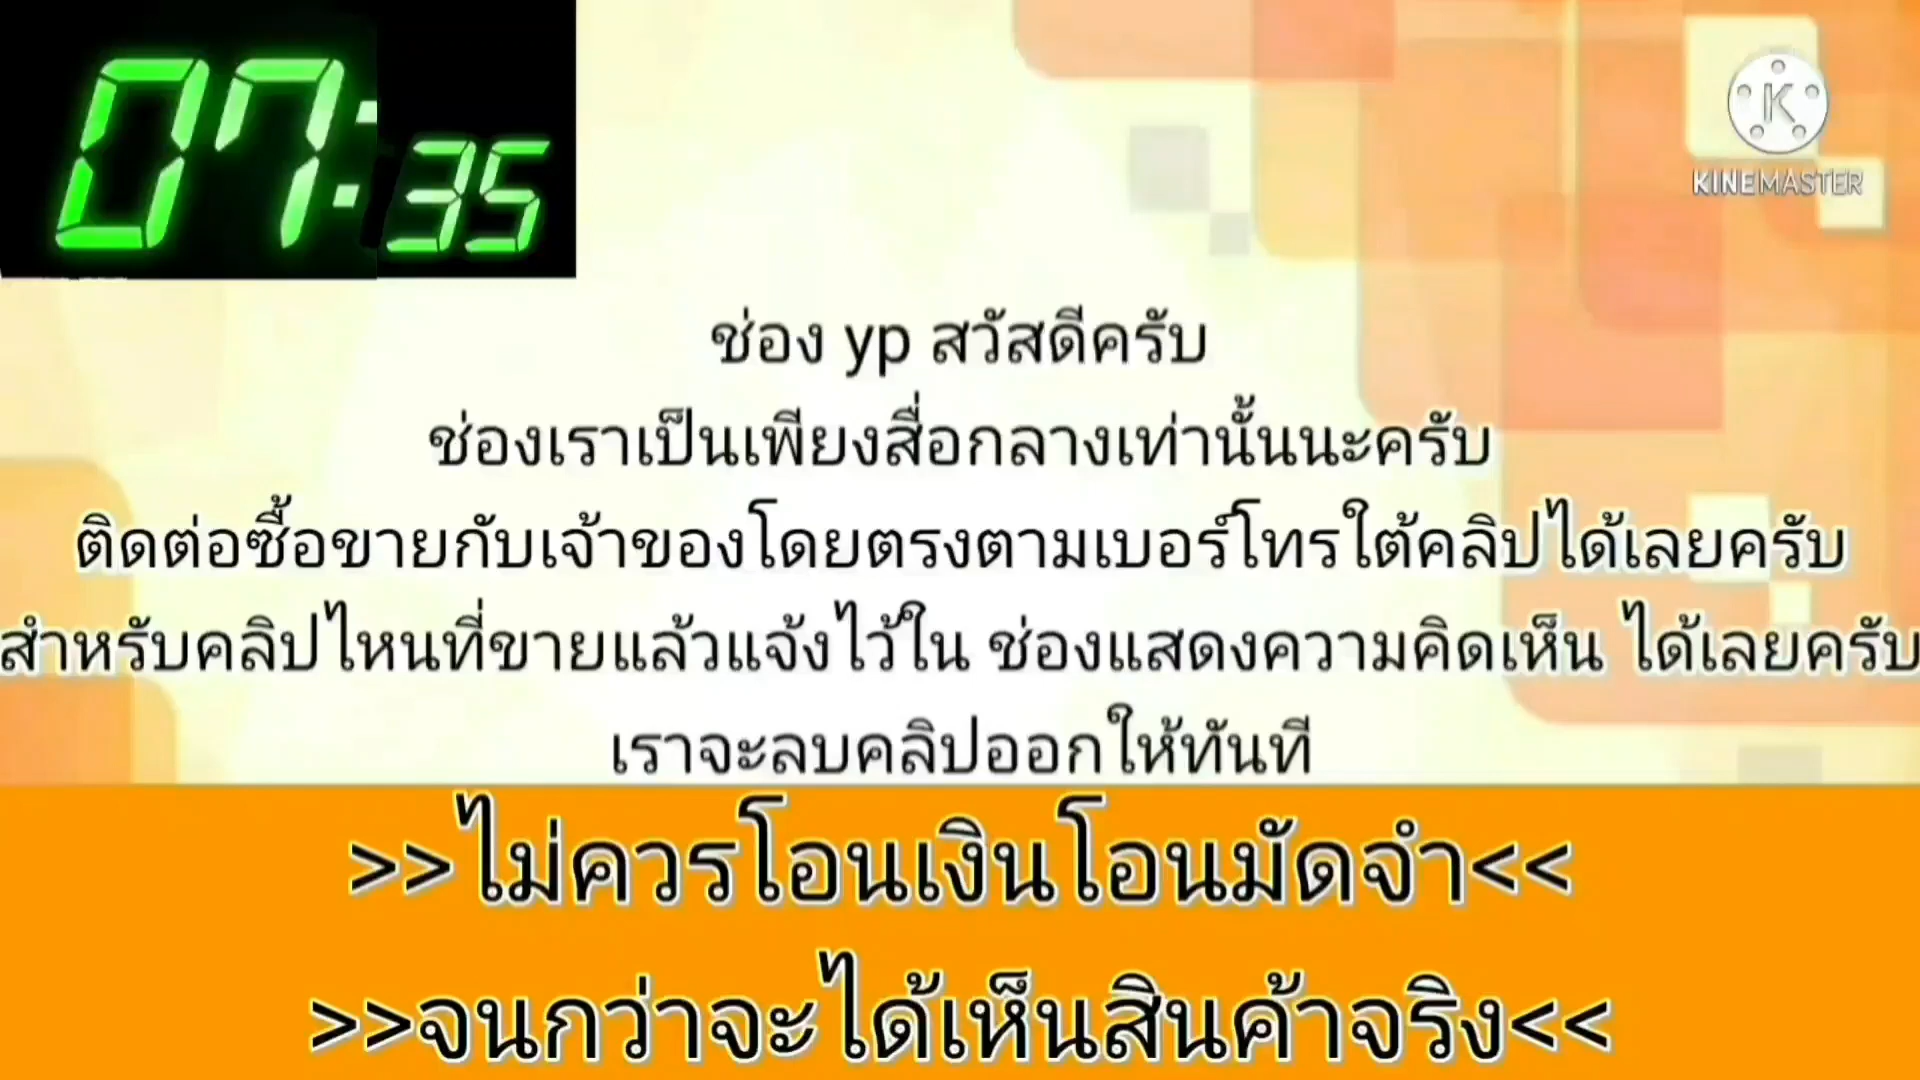 07:35
KINEMASTER
ช่อง yp สวัสดีครับ
ช่องเราเป็นเพียงสื่อกลางเท่านั้นนะครับ
ติดต่อซื้อขายกับเจ้าของโดยตรงตามเบอร์โทรใต้คลิปได้เลยครับ
สำหรับคลิปไหนที่ขายแล้วแจ้งไว้ใน ช่องแสดงความคิดเห็น ได้เลยครับ
เราจะลบคลิปออกให้ทันที
>>ไม่ควรโอนเงินโอนมัดจำ<<
>>จนกว่าจะได้เห็นสินค้าจริง<<